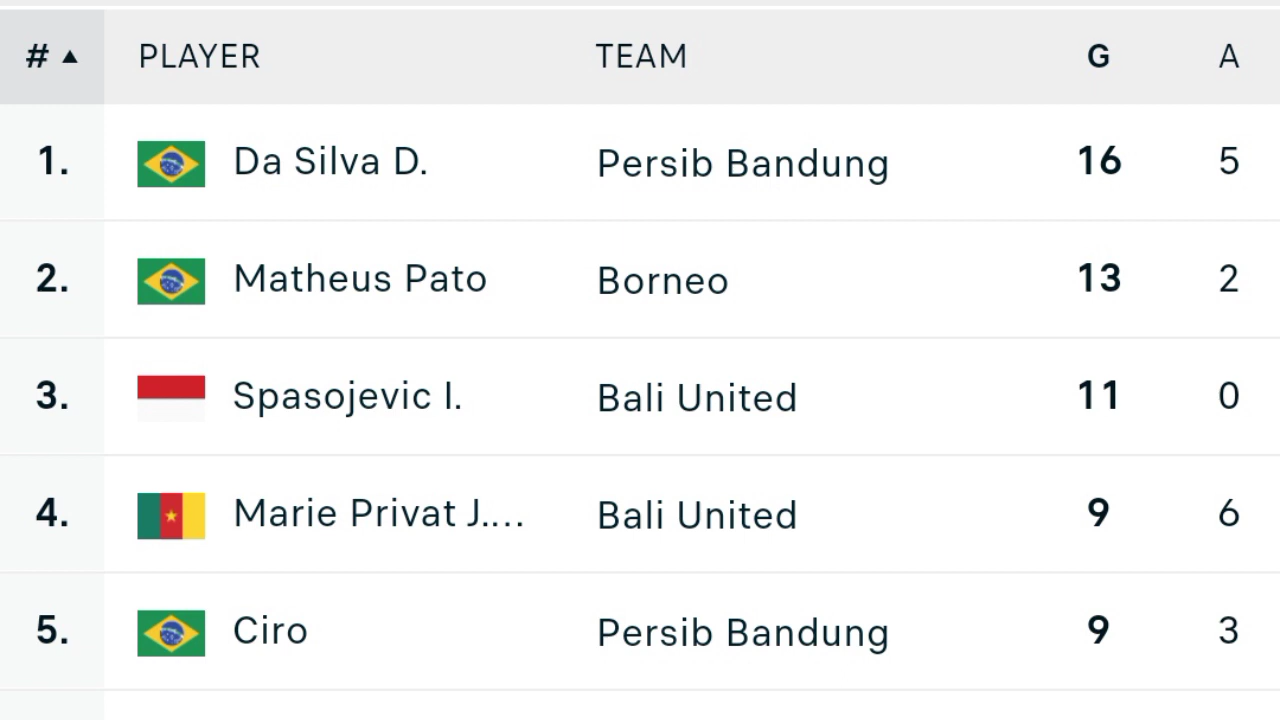 # ▲ PLAYER TEAM G A
1. Da Silva D. Persib Bandung 16 5
2. Matheus Pato Borneo 13 2
3. Spasojevic I. Bali United 11 0
4. Marie Privat J.... Bali United 9 6
5. Ciro Persib Bandung 9 3